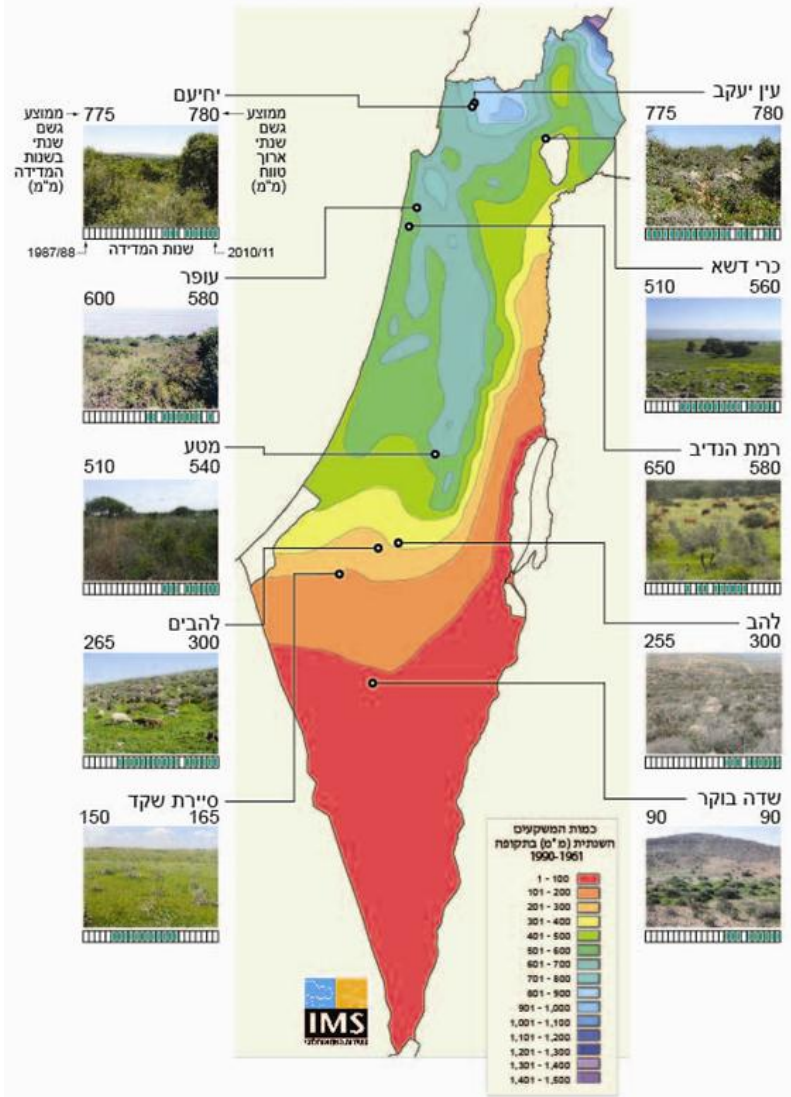 יחיעם
ממוצע גשם שנתי בשנות המדידה (מ"מ)
775
780
ממוצע גשם שנתי ארוך טווח (מ"מ)
1987/88
שנות המדידה
2010/11
עין יעקב
775 780
עופר
600 580
כרי דשא
510 560
מטע
510 540
רמת הנדיב
650 580
להבים
265 300
להב
255 300
סיירת שקד
150 165
שדה בוקר
90 90
כמות המשקעים
השנתית (מ"מ) בתקופה
1990-1961
1 - 100
101 - 200
201 - 300
301 - 400
401 - 500
501 - 600
601 - 700
701 - 800
801 - 900
901 - 1,000
1,001 - 1,100
1,101 - 1,200
1,201 - 1,300
1,301 - 1,400
1,401 - 1,500
IMS